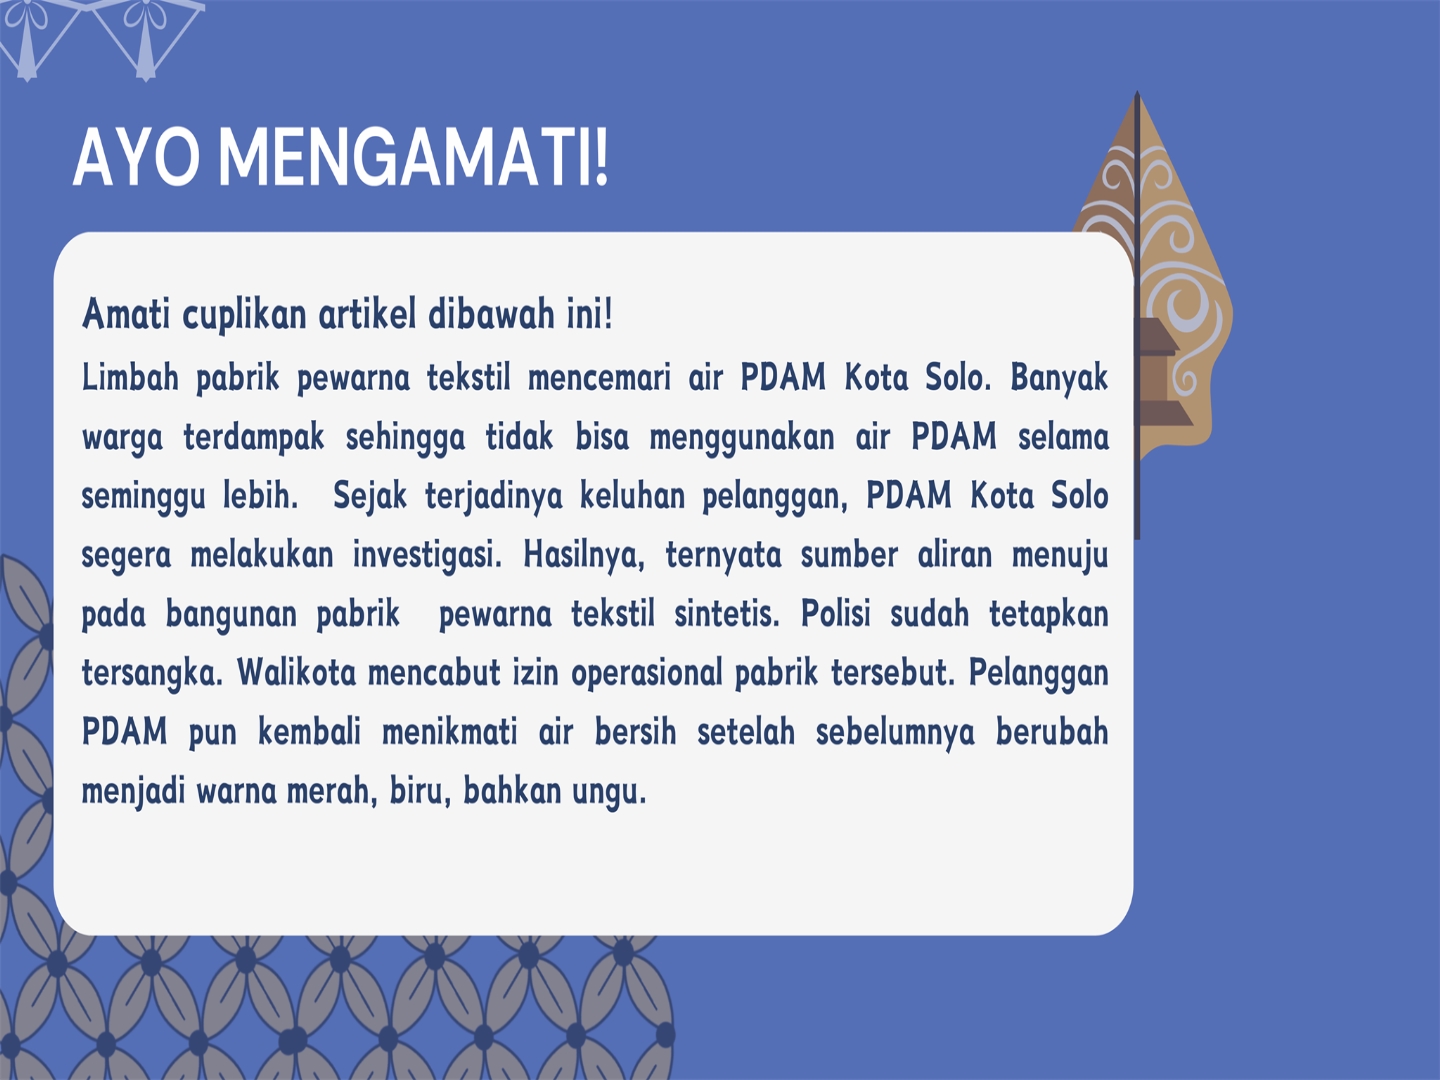 AYO MENGAMATI!
Amati cuplikan artikel dibawah ini!
Limbah pabrik pewarna tekstil mencemari air PDAM Kota Solo. Banyak
warga terdampak sehingga tidak bisa menggunakan air PDAM selama
seminggu lebih. Sejak terjadinya keluhan pelanggan, PDAM Kota Solo
segera melakukan investigasi. Hasilnya, ternyata sumber aliran menuju
pada bangunan pabrik pewarna tekstil sintetis. Polisi sudah tetapkan
tersangka. Walikota mencabut izin operasional pabrik tersebut. Pelanggan
PDAM pun kembali menikmati air bersih setelah sebelumnya berubah
menjadi warna merah, biru, bahkan ungu.